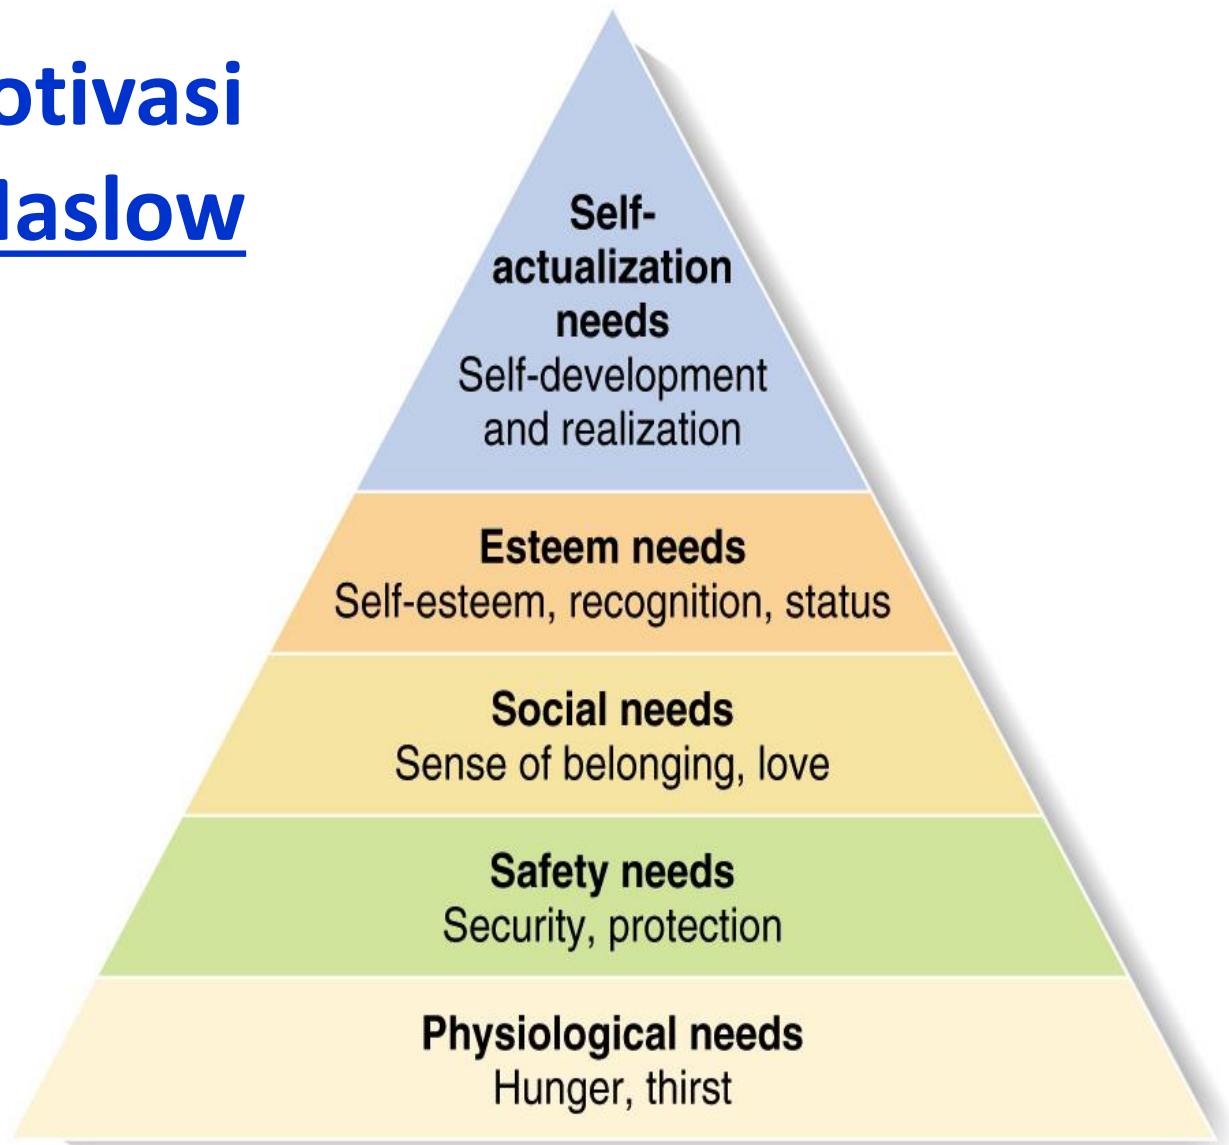 otivasi
Maslow
Self-
actualization
needs
Self-development
and realization
Esteem needs
Self-esteem, recognition, status
Social needs
Sense of belonging, love
Safety needs
Security, protection
Physiological needs
Hunger, thirst